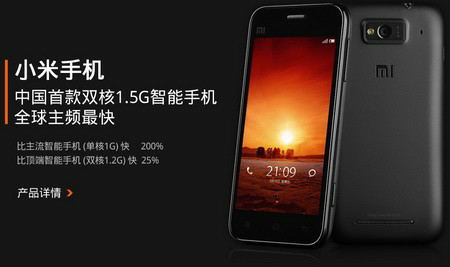 小米手机
中国首款双核1.5G智能手机
全球主频最快
比主流智能手机 (单核1G) 快 200%
比顶端智能手机 (双核1.2G) 快 25%
产品详情
MI
MI
21:10